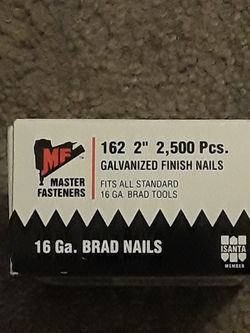 MF
MASTER
FASTENERS
162 2" 2,500 Pcs.
GALVANIZED FINISH NAILS
FITS ALL STANDARD
16 GA. BRAD TOOLS
16 Ga. BRAD NAILS
ISANTA
MEMBER